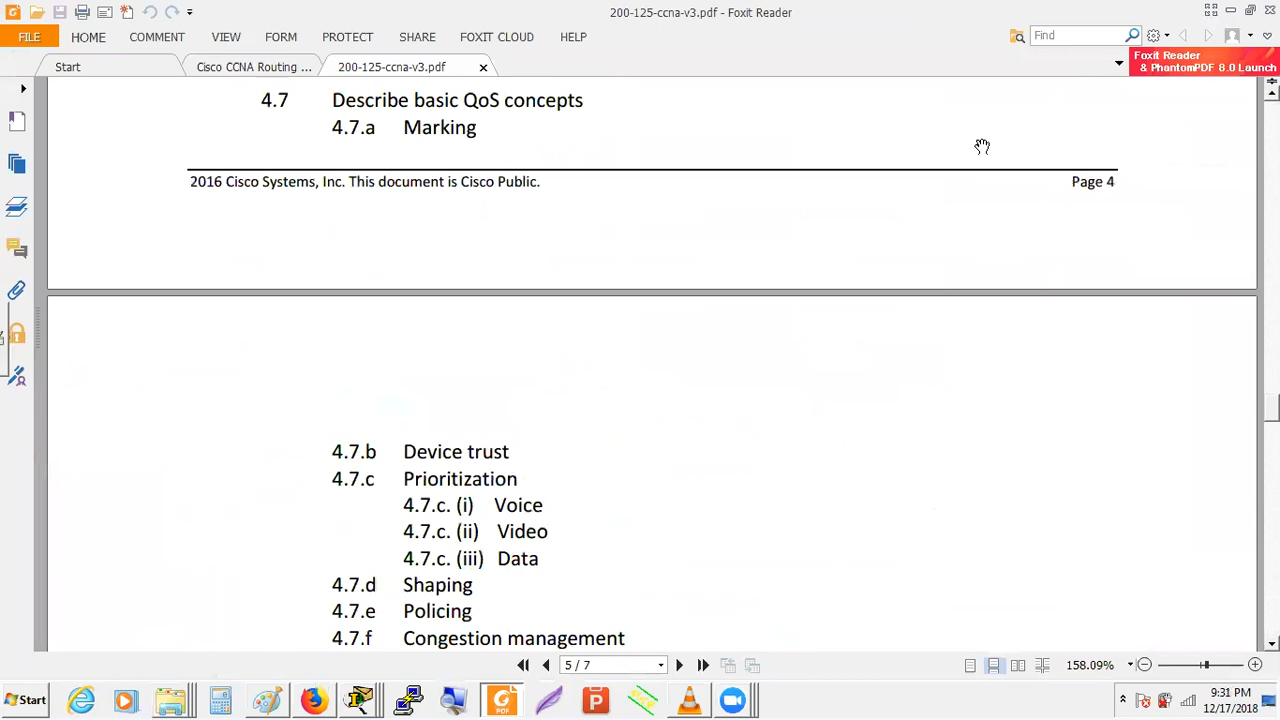 200-125-ccna-v3.pdf - Foxit Reader
FILE HOME COMMENT VIEW FORM PROTECT SHARE FOXIT CLOUD HELP
Find
Start Cisco CCNA Routing ... 200-125-ccna-v3.pdf
Foxit Reader
& PhantomPDF 8.0 Launch
4.7 Describe basic QoS concepts
4.7.a Marking
2016 Cisco Systems, Inc. This document is Cisco Public. Page 4
4.7.b Device trust
4.7.c Prioritization
4.7.c. (i) Voice
4.7.c. (ii) Video
4.7.c. (iii) Data
4.7.d Shaping
4.7.e Policing
4.7.f Congestion management
5 / 7
158.09%
Start
9:31 PM
12/17/2018